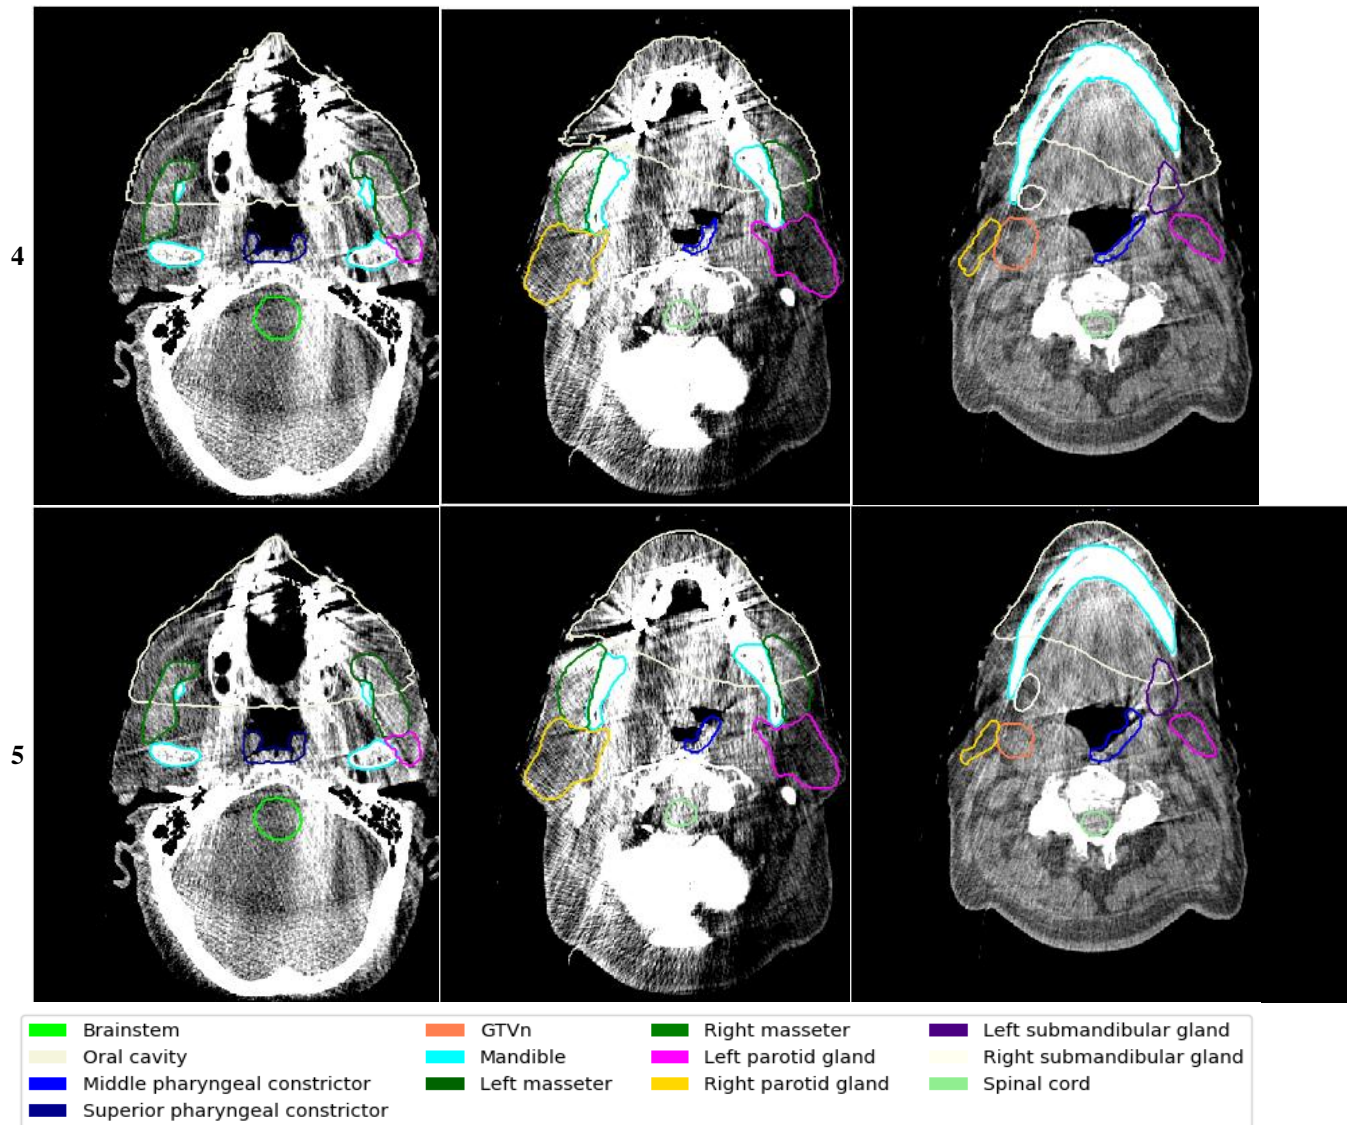 4
5
Brainstem
Oral cavity
Middle pharyngeal constrictor
Superior pharyngeal constrictor
GTVn
Mandible
Left masseter
Right masseter
Left parotid gland
Right parotid gland
Left submandibular gland
Right submandibular gland
Spinal cord